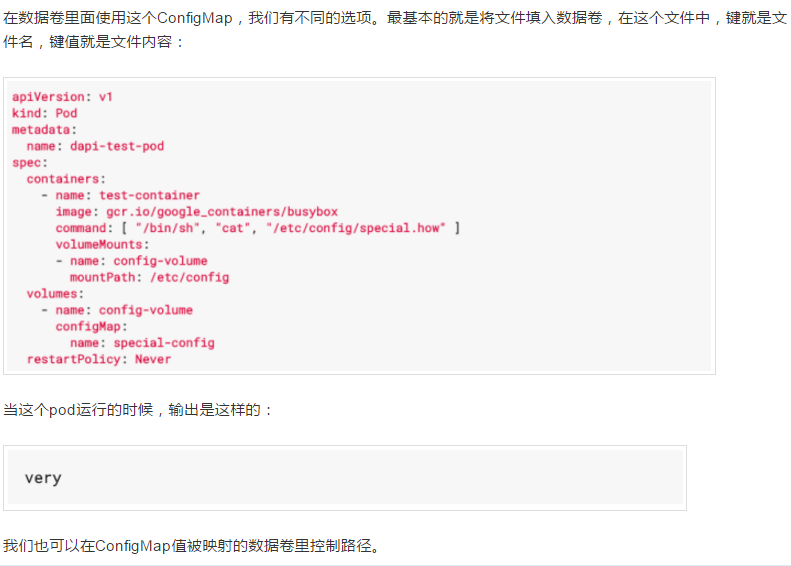 在数据卷里面使用这个ConfigMap，我们有不同的选项。最基本的就是将文件填入数据卷，在这个文件中，键就是文
件名，键值就是文件内容：
apiVersion: v1
kind: Pod
metadata:
  name: dapi-test-pod
spec:
  containers:
    - name: test-container
      image: gcr.io/google_containers/busybox
      command: [ "/bin/sh", "cat", "/etc/config/special.how" ]
      volumeMounts:
      - name: config-volume
        mountPath: /etc/config
  volumes:
    - name: config-volume
      configMap:
        name: special-config
  restartPolicy: Never
当这个pod运行的时候，输出是这样的：
very
我们也可以在ConfigMap值被映射的数据卷里控制路径。